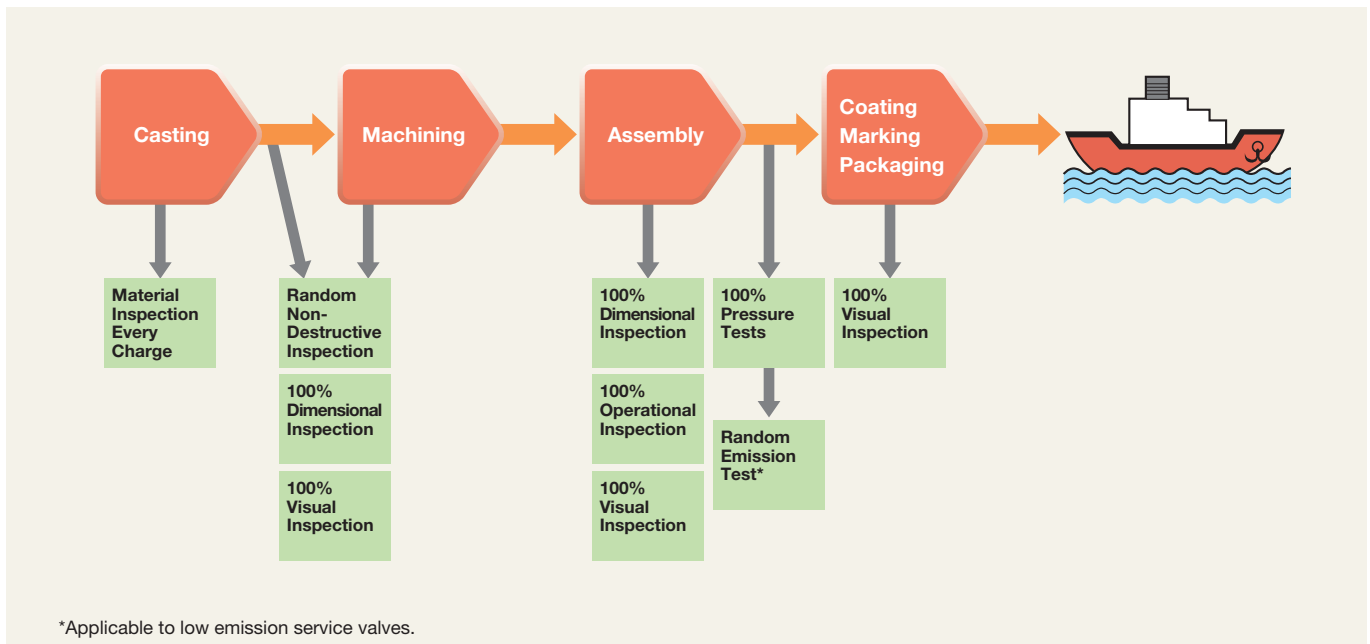 Casting
Machining
Assembly
Coating
Marking
Packaging
Material
Inspection
Every
Charge
Random
Non-
Destructive
Inspection
100%
Dimensional
Inspection
100%
Visual
Inspection
100%
Dimensional
Inspection
100%
Operational
Inspection
100%
Visual
Inspection
100%
Pressure
Tests
Random
Emission
Test*
100%
Visual
Inspection
*Applicable to low emission service valves.